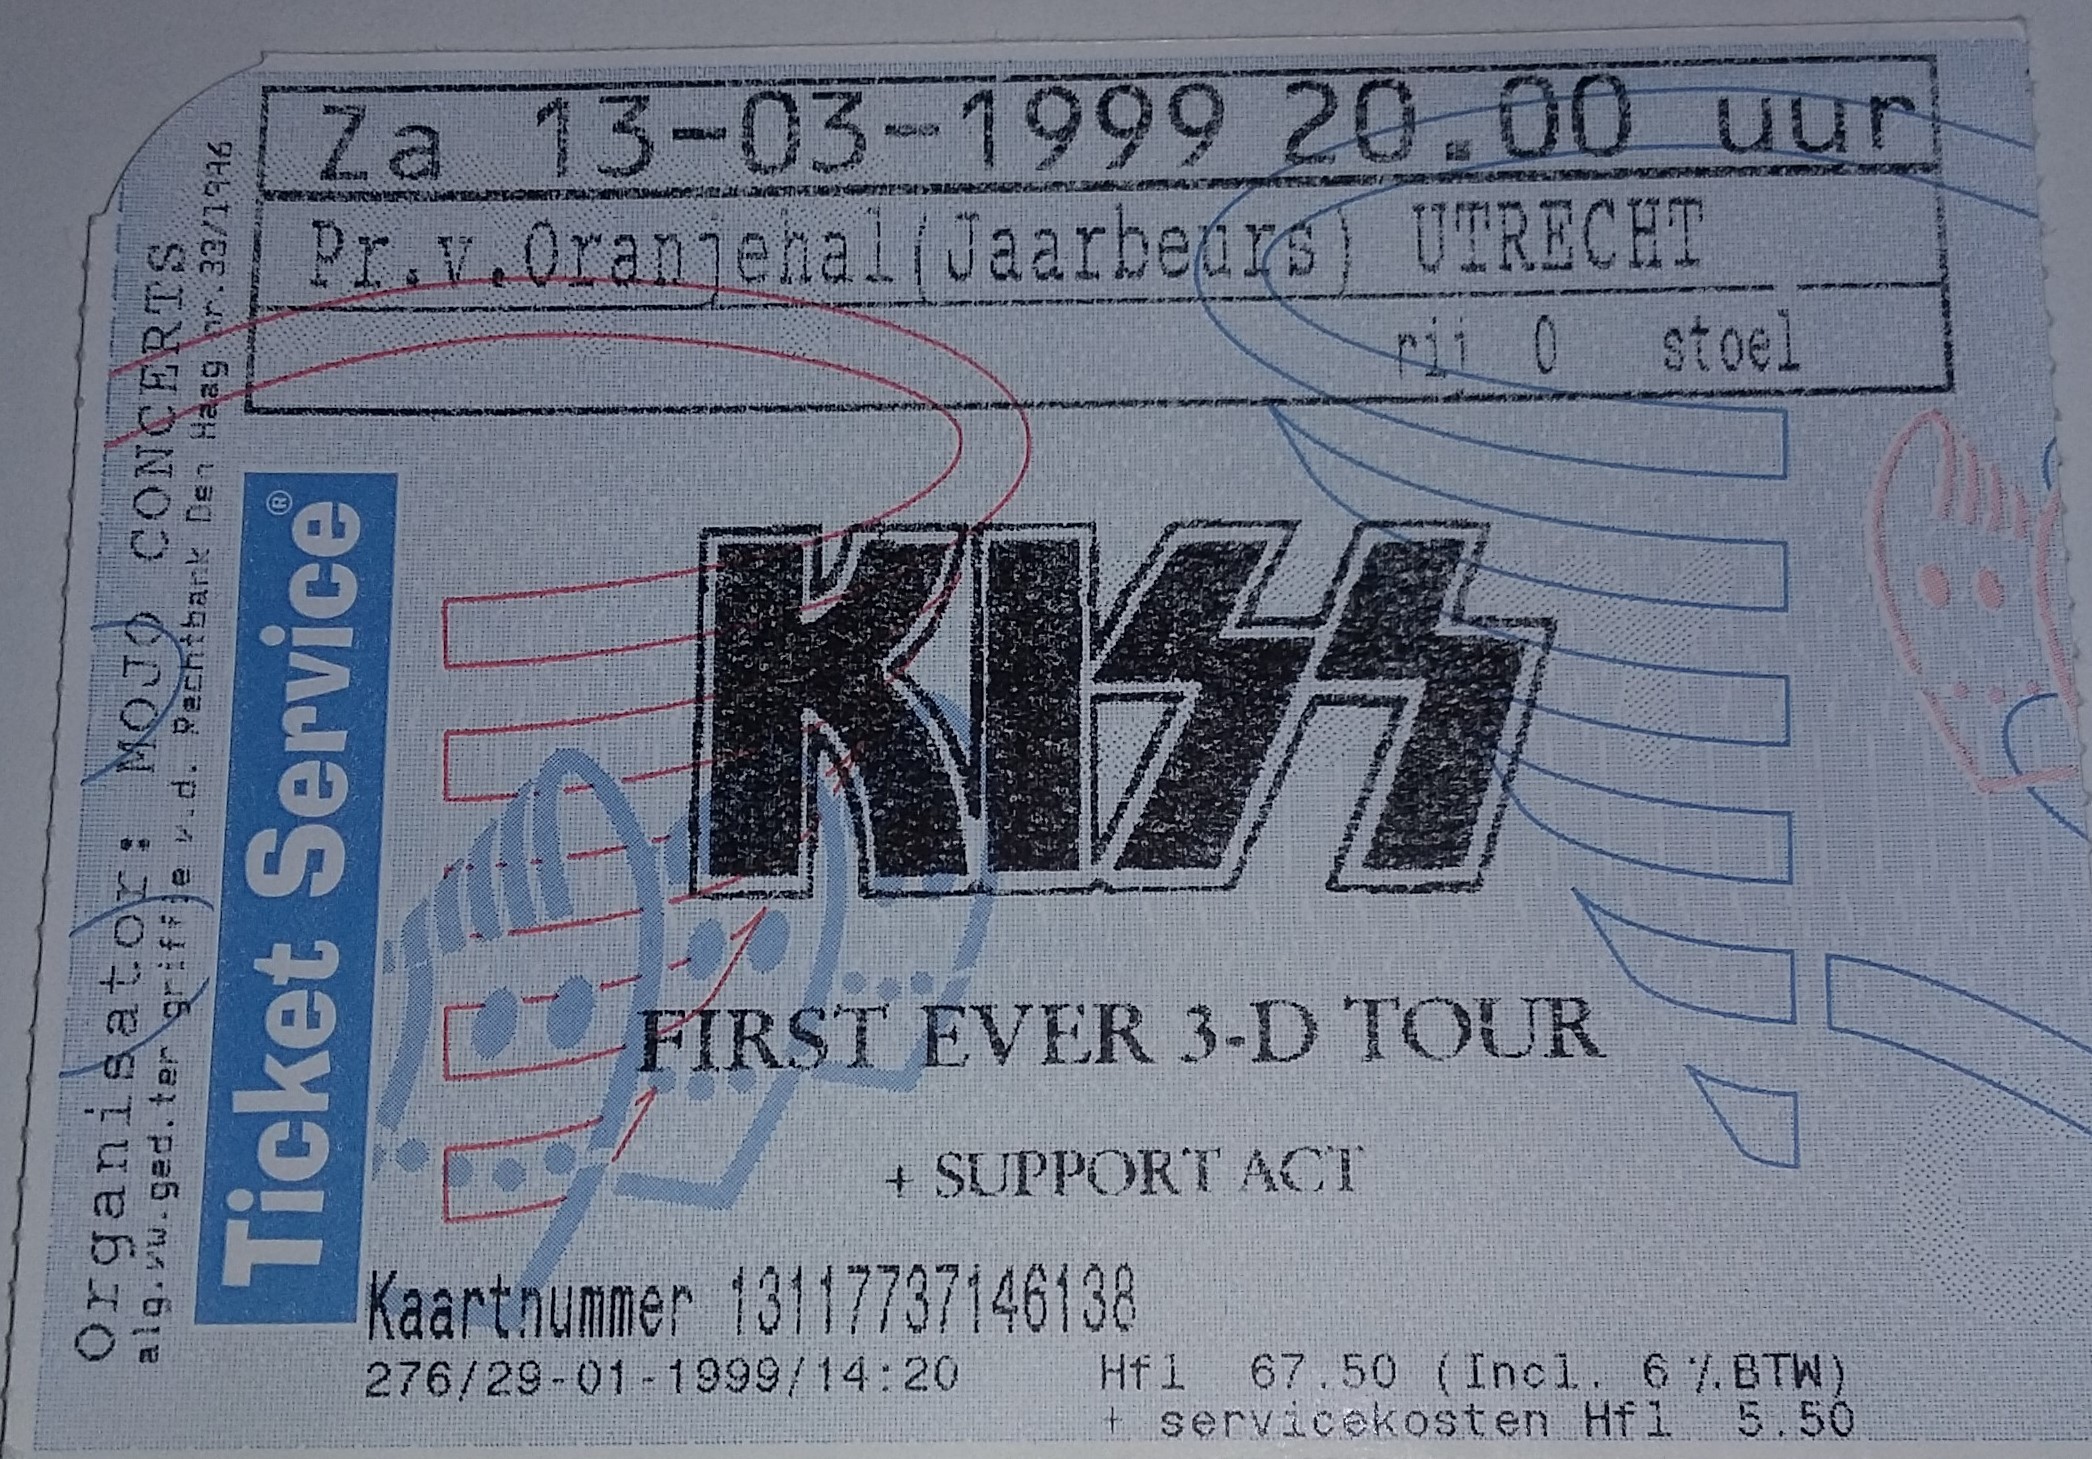 Za 13-03-1999 20.00 uur
Pr.v.Oranjehal(Jaarbeurs) UTRECHT
rij 0 stoel
Organisator: MOJO CONCERTS
alg.vw.ged.ter griffie v.d. Rechtbank Den Haag nr.33/1996
Ticket Service®
KISS
FIRST EVER 3-D TOUR
+ SUPPORT ACT
Kaartnummer 13117737146138
276/29-01-1999/14:20
Hfl 67.50 (Incl. 6 % BTW)
+ servicekosten Hfl 5.50